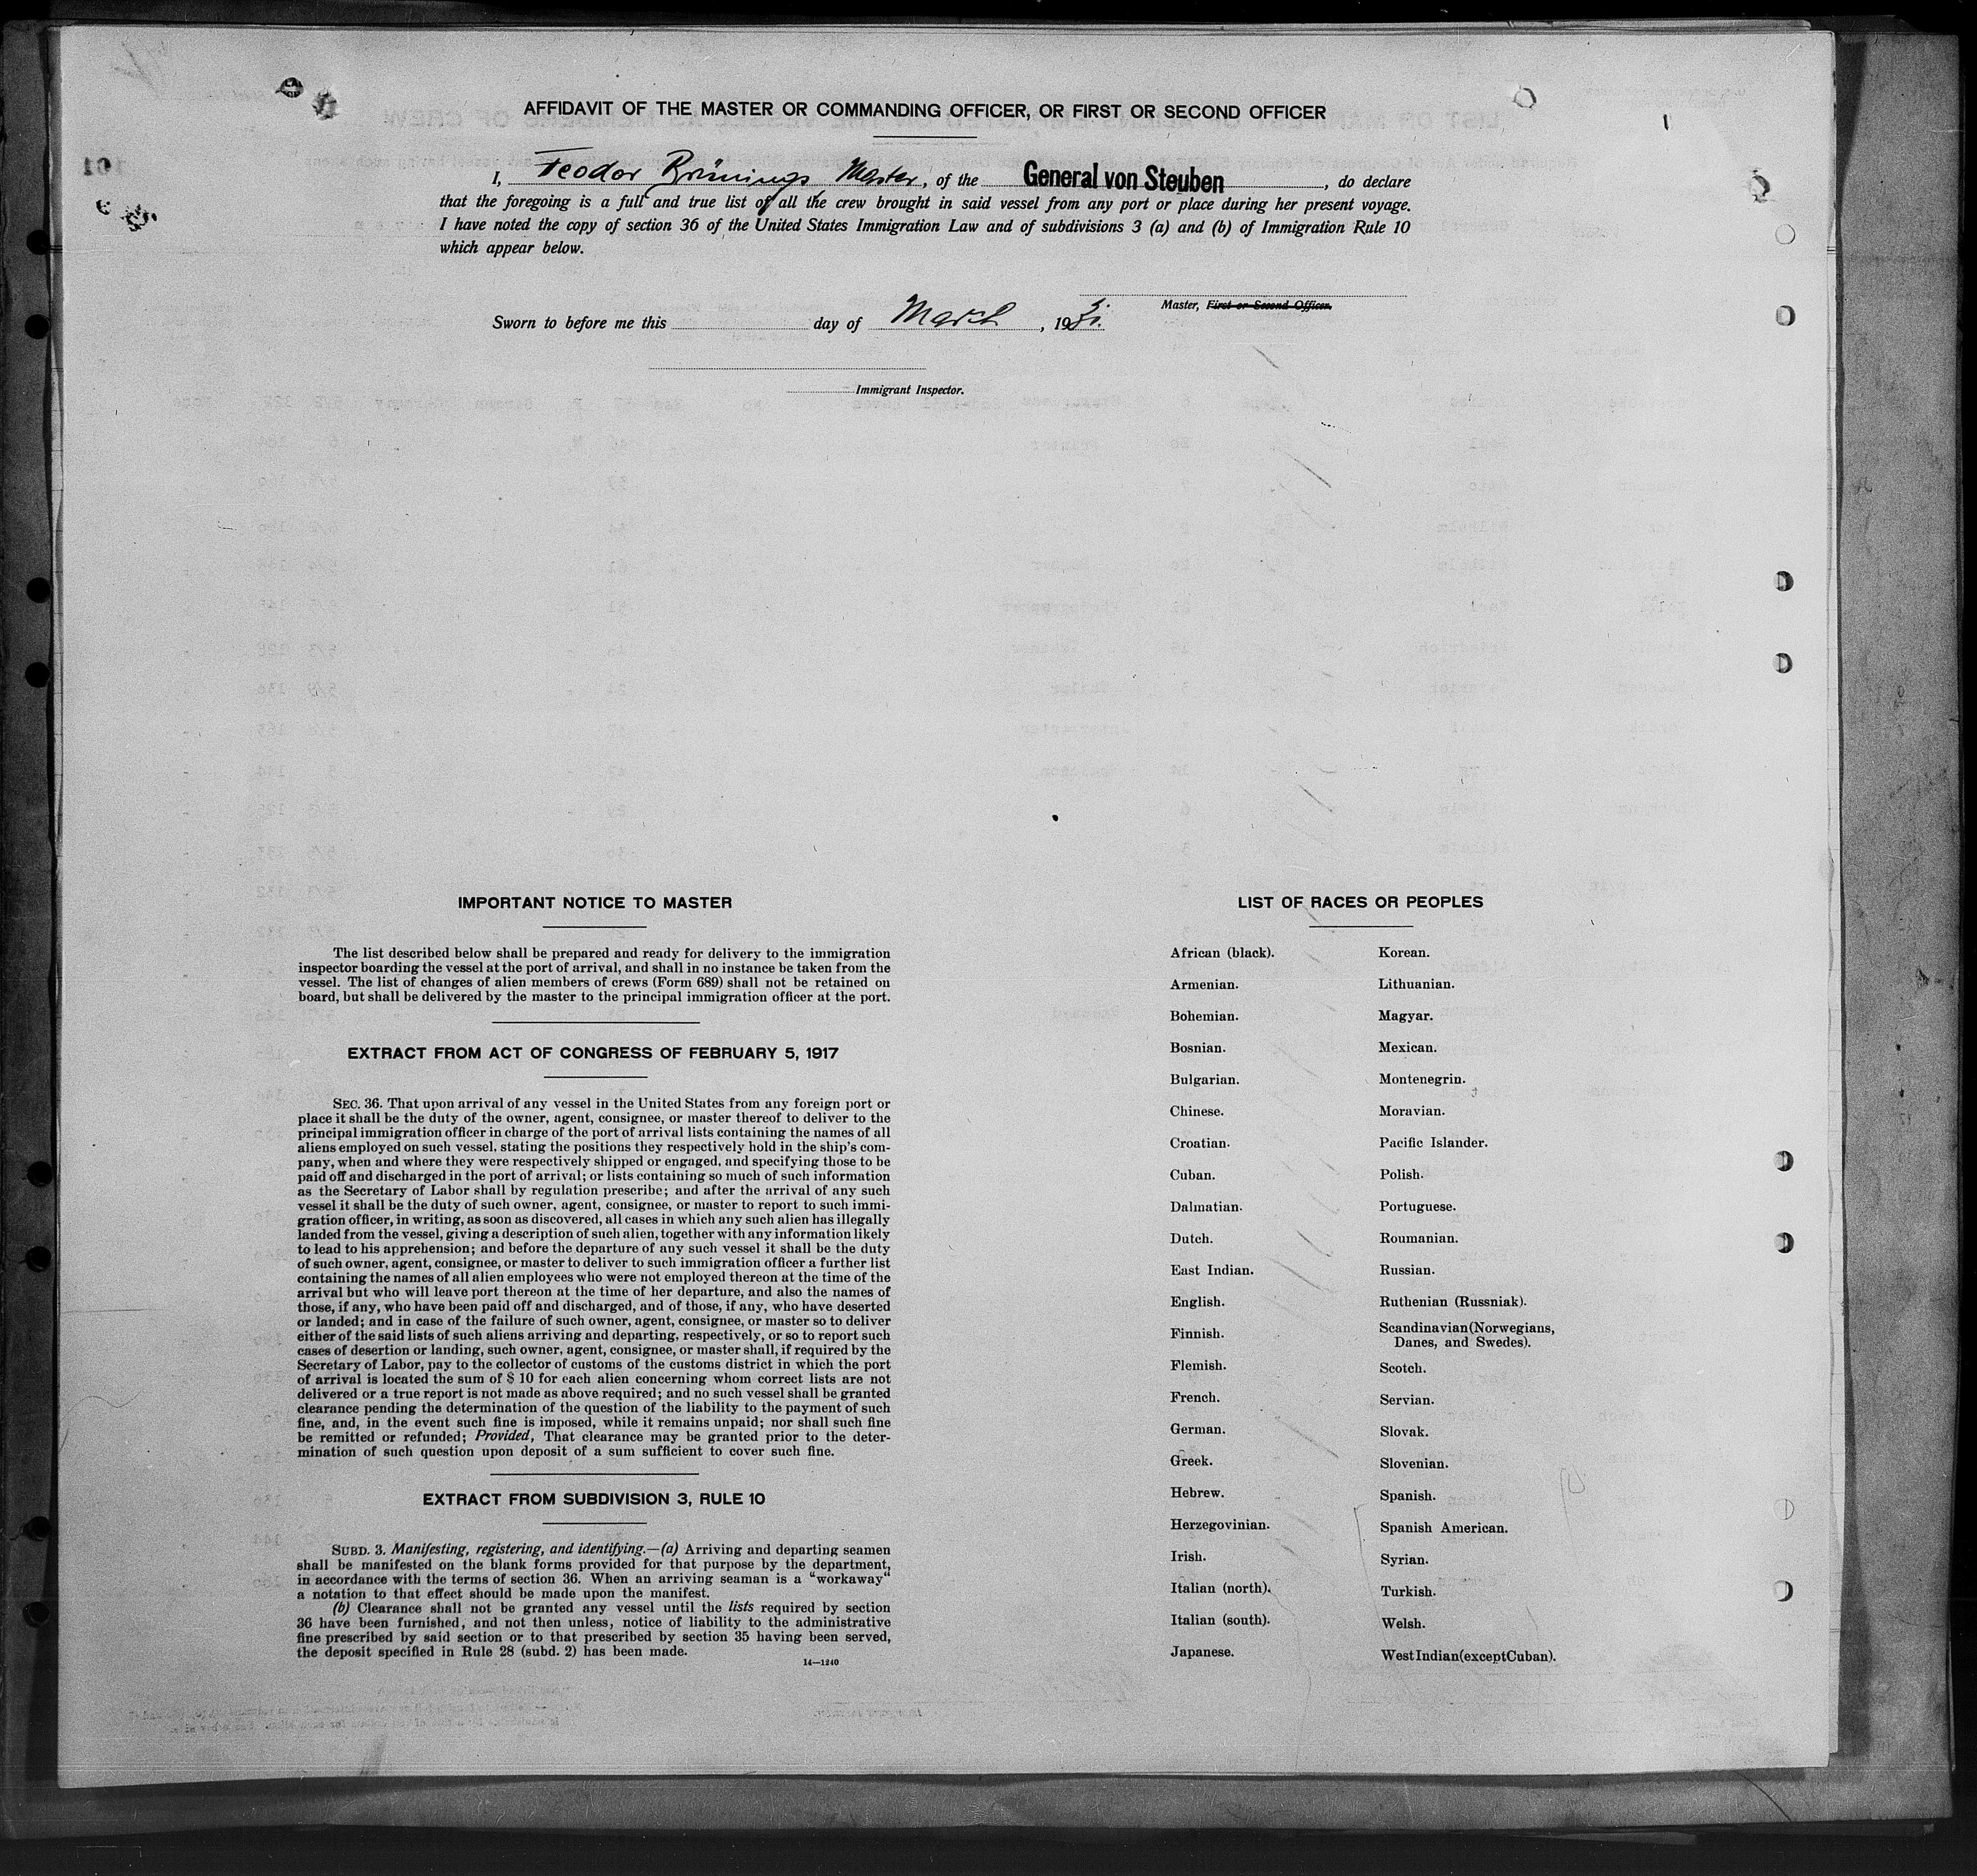 AFFIDAVIT OF THE MASTER OR COMMANDING OFFICER, OR FIRST OR SECOND OFFICER
I, Feodor Brünings, Master, of the General von Steuben, do declare
that the foregoing is a full and true list of all the crew brought in said vessel from any port or place during her present voyage.
I have noted the copy of section 36 of the United States Immigration Law and of subdivisions 3 (a) and (b) of Immigration Rule 10
which appear below.
Master, First or Second Officer.
Sworn to before me this day of March, 1931.
Immigrant Inspector.
IMPORTANT NOTICE TO MASTER
The list described below shall be prepared and ready for delivery to the immigration
inspector boarding the vessel at the port of arrival, and shall in no instance be taken from the
vessel. The list of changes of alien members of crews (Form 689) shall not be retained on
board, but shall be delivered by the master to the principal immigration officer at the port.
EXTRACT FROM ACT OF CONGRESS OF FEBRUARY 5, 1917
SEC. 36. That upon arrival of any vessel in the United States from any foreign port or
place it shall be the duty of the owner, agent, consignee, or master thereof to deliver to the
principal immigration officer in charge of the port of arrival lists containing the names of all
aliens employed on such vessel, stating the positions they respectively hold in the ship's com-
pany, when and where they were respectively shipped or engaged, and specifying those to be
paid off and discharged in the port of arrival; or lists containing so much of such information
as the Secretary of Labor shall by regulation prescribe; and after the arrival of any such
vessel it shall be the duty of such owner, agent, consignee, or master to report to such immi-
gration officer, in writing, as soon as discovered, all cases in which any such alien has illegally
landed from the vessel, giving a description of such alien, together with any information likely
to lead to his apprehension; and before the departure of any such vessel it shall be the duty
of such owner, agent, consignee, or master to deliver to such immigration officer a further list
containing the names of all alien employees who were not employed thereon at the time of the
arrival but who will leave port thereon at the time of her departure, and also the names of
those, if any, who have been paid off and discharged, and of those, if any, who have deserted
or landed; and in case of the failure of such owner, agent, consignee, or master so to deliver
either of the said lists of such aliens arriving and departing, respectively, or so to report such
cases of desertion or landing, such owner, agent, consignee, or master shall, if required by the
Secretary of Labor, pay to the collector of customs of the customs district in which the port
of arrival is located the sum of $ 10 for each alien concerning whom correct lists are not
delivered or a true report is not made as above required; and no such vessel shall be granted
clearance pending the determination of the question of the liability to the payment of such
fine, and, in the event such fine is imposed, while it remains unpaid; nor shall such fine
be remitted or refunded; Provided, That clearance may be granted prior to the deter-
mination of such question upon deposit of a sum sufficient to cover such fine.
EXTRACT FROM SUBDIVISION 3, RULE 10
SUBD. 3. Manifesting, registering, and identifying.—(a) Arriving and departing seamen
shall be manifested on the blank forms provided for that purpose by the department,
in accordance with the terms of section 36. When an arriving seaman is a "workaway"
a notation to that effect should be made upon the manifest.
(b) Clearance shall not be granted any vessel until the lists required by section
36 have been furnished, and not then unless, notice of liability to the administrative
fine prescribed by said section or to that prescribed by section 35 having been served,
the deposit specified in Rule 28 (subd. 2) has been made.
14—1240
LIST OF RACES OR PEOPLES
African (black).
Armenian.
Bohemian.
Bosnian.
Bulgarian.
Chinese.
Croatian.
Cuban.
Dalmatian.
Dutch.
East Indian.
English.
Finnish.
Flemish.
French.
German.
Greek.
Hebrew.
Herzegovinian.
Irish.
Italian (north).
Italian (south).
Japanese.
Korean.
Lithuanian.
Magyar.
Mexican.
Montenegrin.
Moravian.
Pacific Islander.
Polish.
Portuguese.
Roumanian.
Russian.
Ruthenian (Russniak).
Scandinavian(Norwegians,
Danes, and Swedes).
Scotch.
Servian.
Slovak.
Slovenian.
Spanish.
Spanish American.
Syrian.
Turkish.
Welsh.
West Indian(except Cuban).